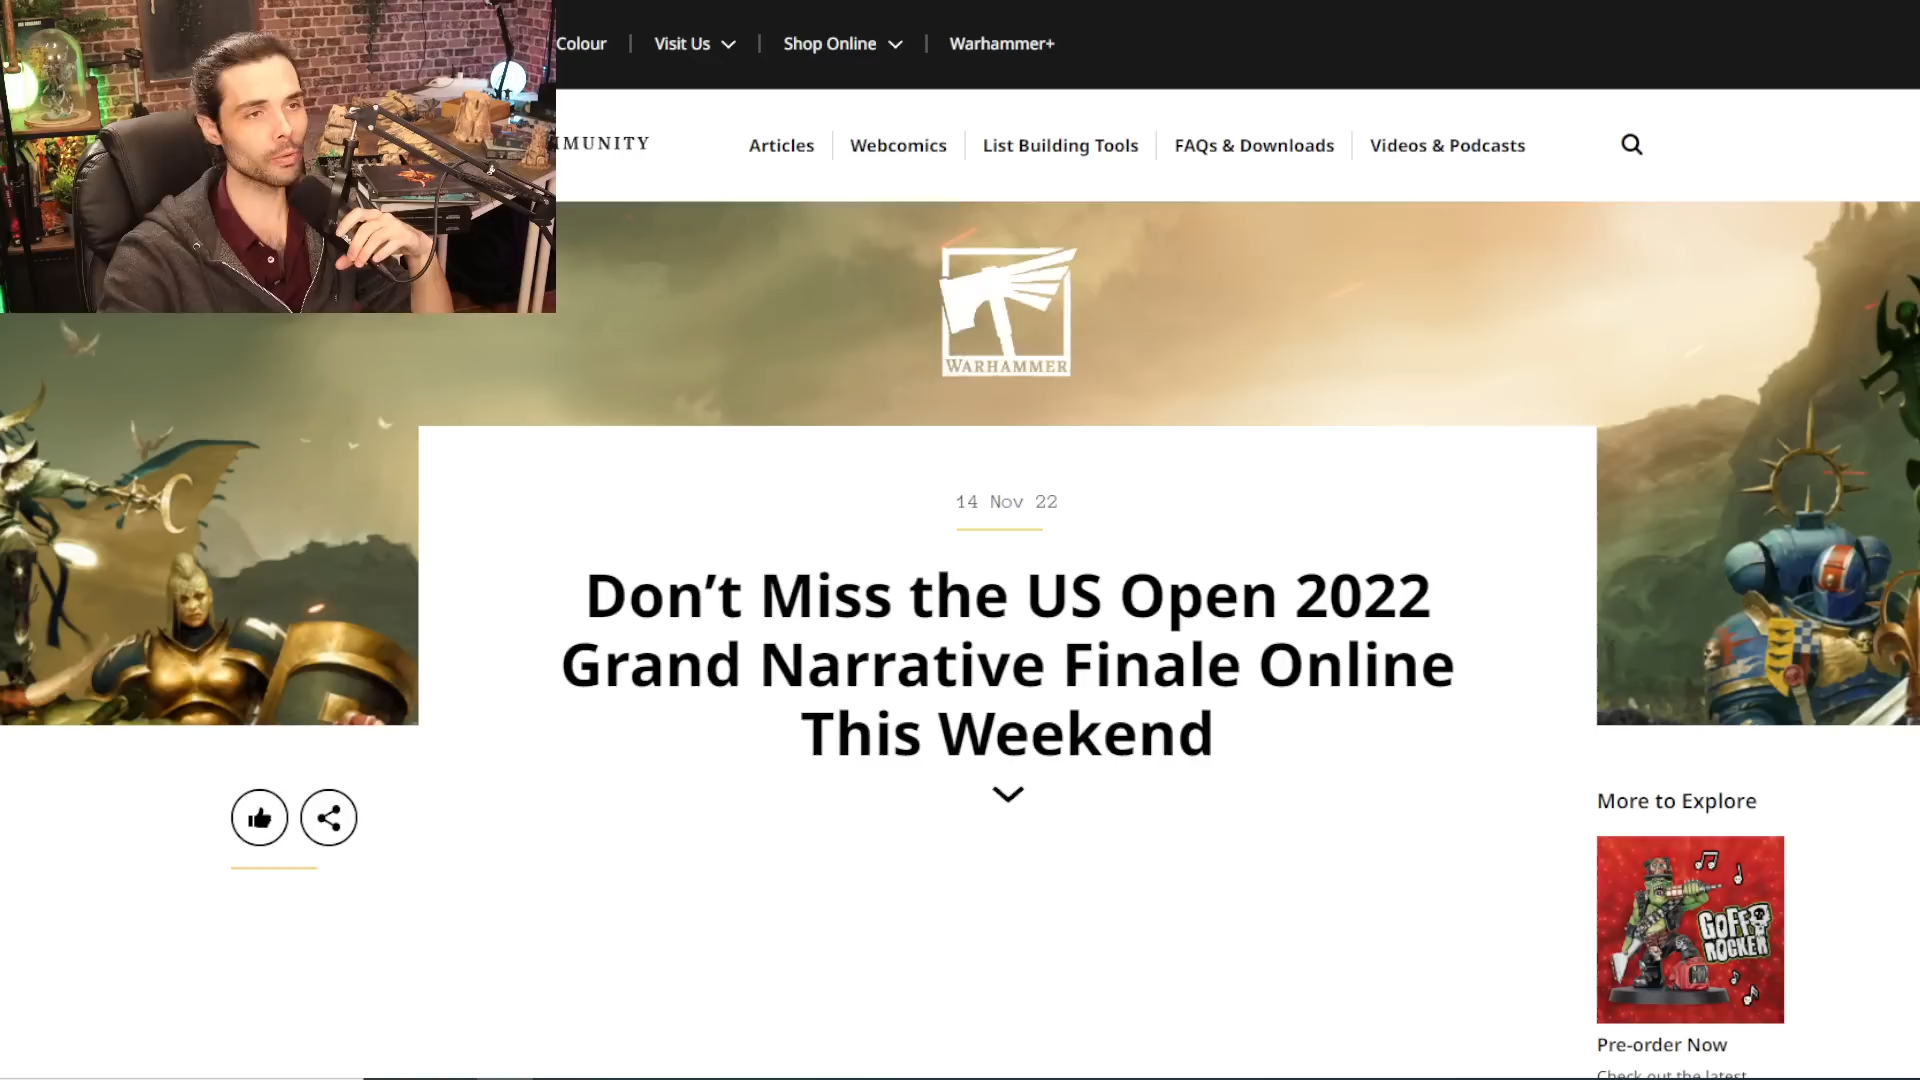 Colour
Visit Us
Shop Online
Warhammer+
MUNITY
Articles
Webcomics
List Building Tools
FAQs & Downloads
Videos & Podcasts
WARHAMMER
14 Nov 22
Don’t Miss the US Open 2022
Grand Narrative Finale Online
This Weekend
More to Explore
GOFF
ROCKER
Pre-order Now
Check out the latest